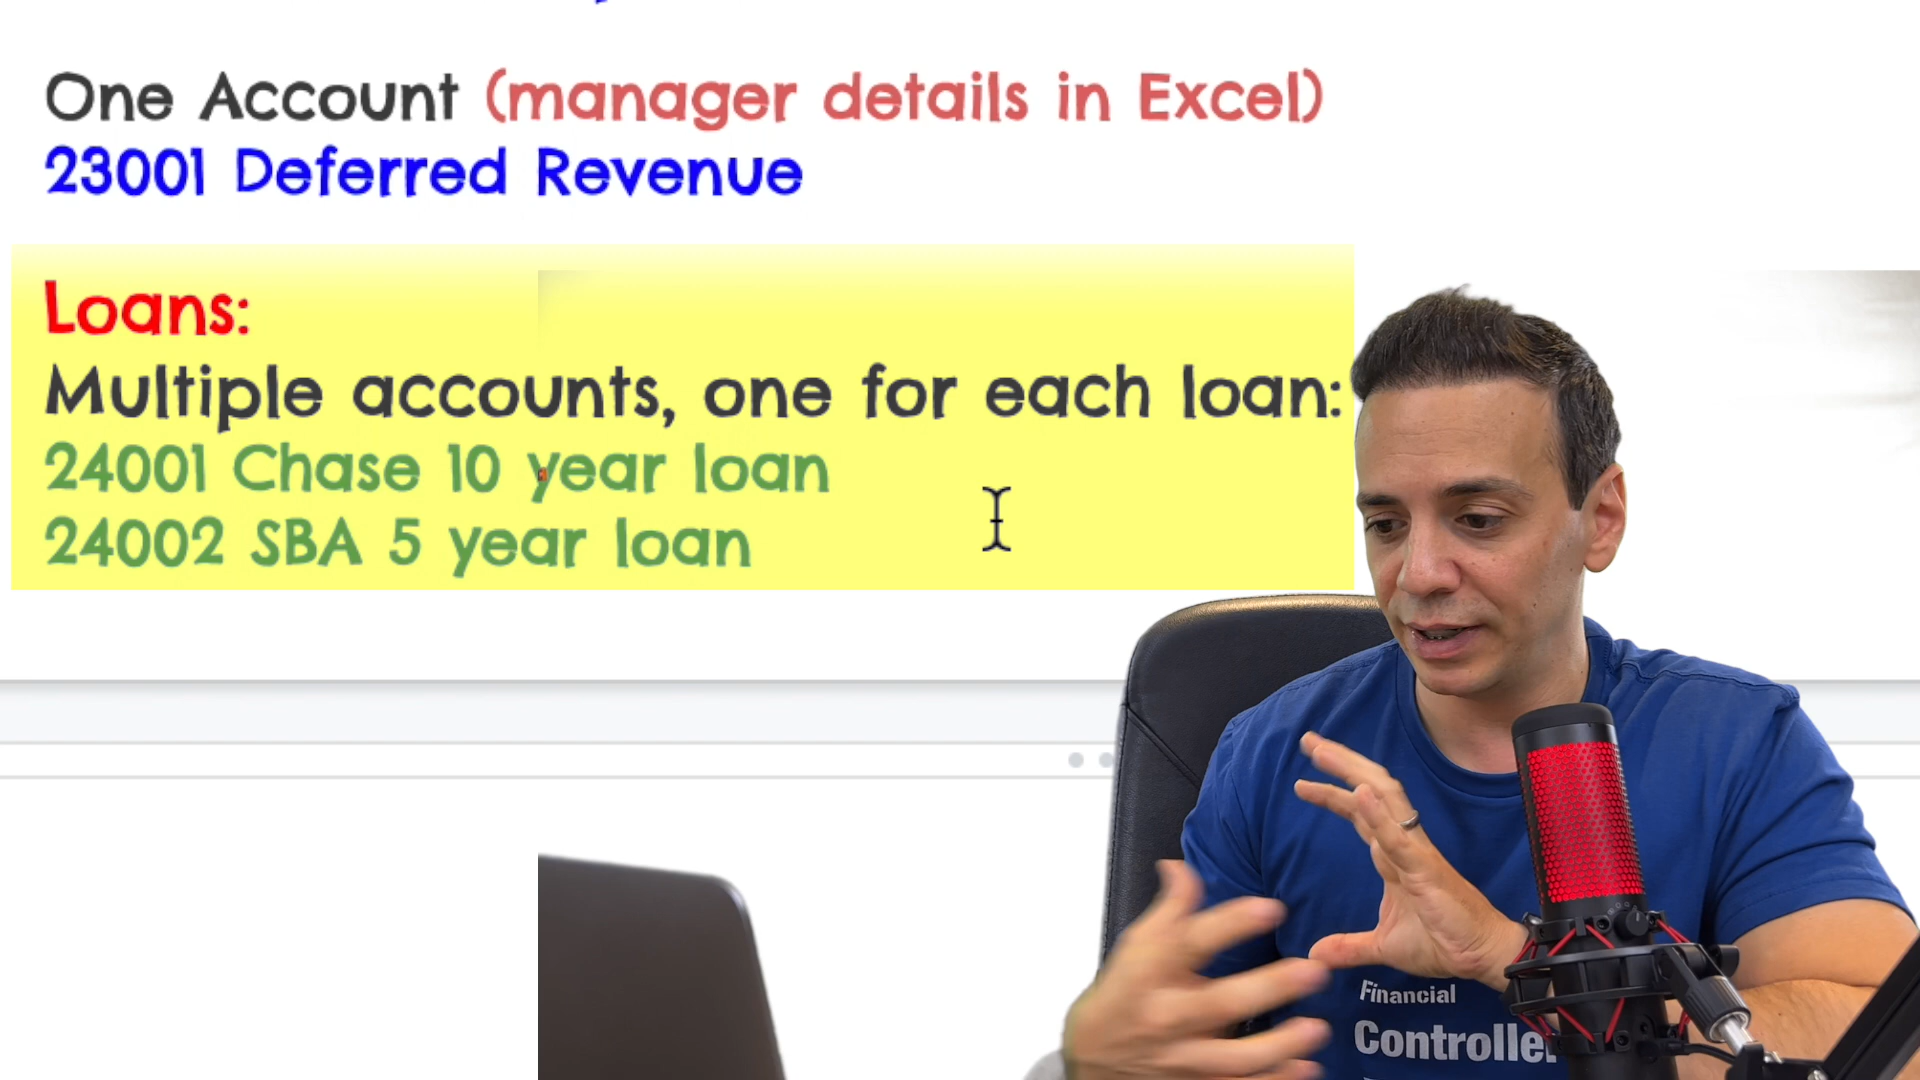 One Account (manager details in Excel)
23001 Deferred Revenue
Loans:
Multiple accounts, one for each loan:
24001 Chase 10 year loan
24002 SBA 5 year loan
Financial
Controller